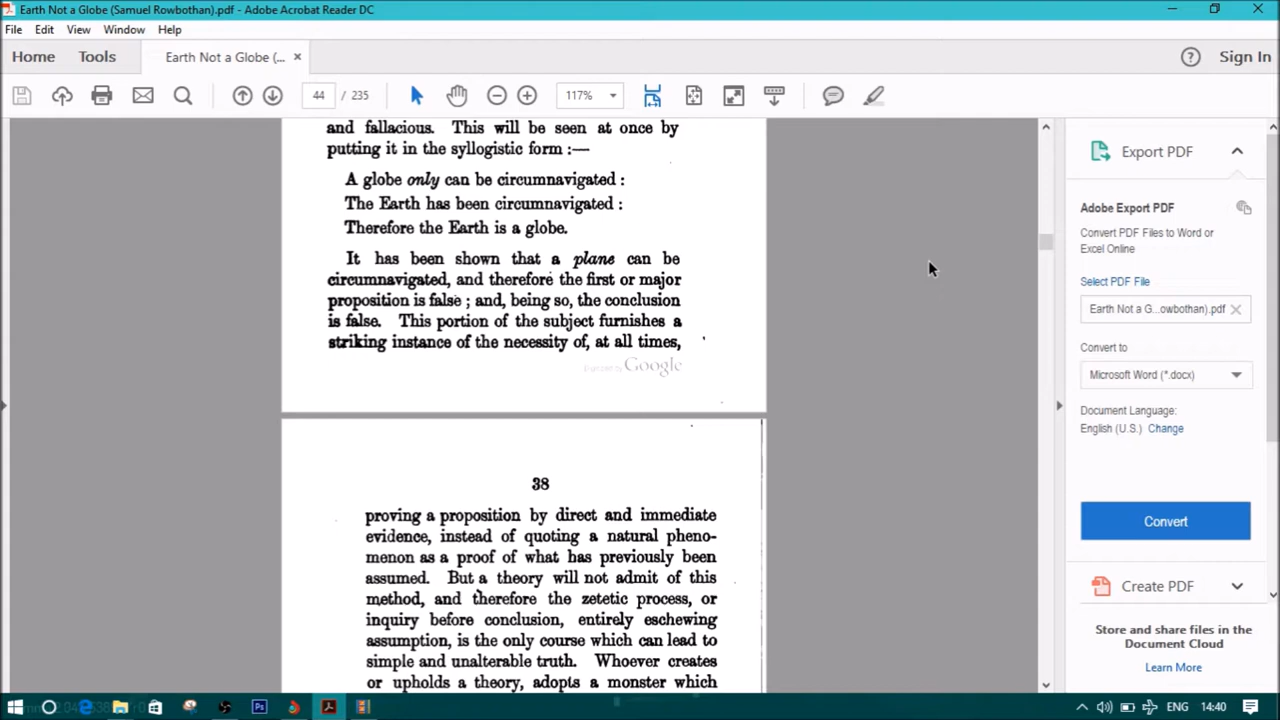 Earth Not a Globe (Samuel Rowbothan).pdf - Adobe Acrobat Reader DC
File Edit View Window Help
Home Tools Earth Not a Globe (... × Sign In
44 / 235 117%
and fallacious. This will be seen at once by
putting it in the syllogistic form :—
A globe only can be circumnavigated :
The Earth has been circumnavigated :
Therefore the Earth is a globe.
It has been shown that a plane can be
circumnavigated, and therefore the first or major
proposition is false ; and, being so, the conclusion
is false. This portion of the subject furnishes a
striking instance of the necessity of, at all times,
Digitized by Google
38
proving a proposition by direct and immediate
evidence, instead of quoting a natural pheno-
menon as a proof of what has previously been
assumed. But a theory will not admit of this
method, and therefore the zetetic process, or
inquiry before conclusion, entirely eschewing
assumption, is the only course which can lead to
simple and unalterable truth. Whoever creates
or upholds a theory, adopts a monster which
Export PDF
Adobe Export PDF
Convert PDF Files to Word or
Excel Online
Select PDF File
Earth Not a G...owbothan).pdf
Convert to
Microsoft Word (*.docx)
Document Language:
English (U.S.) Change
Convert
Create PDF
Store and share files in the
Document Cloud
Learn More
ENG 14:40